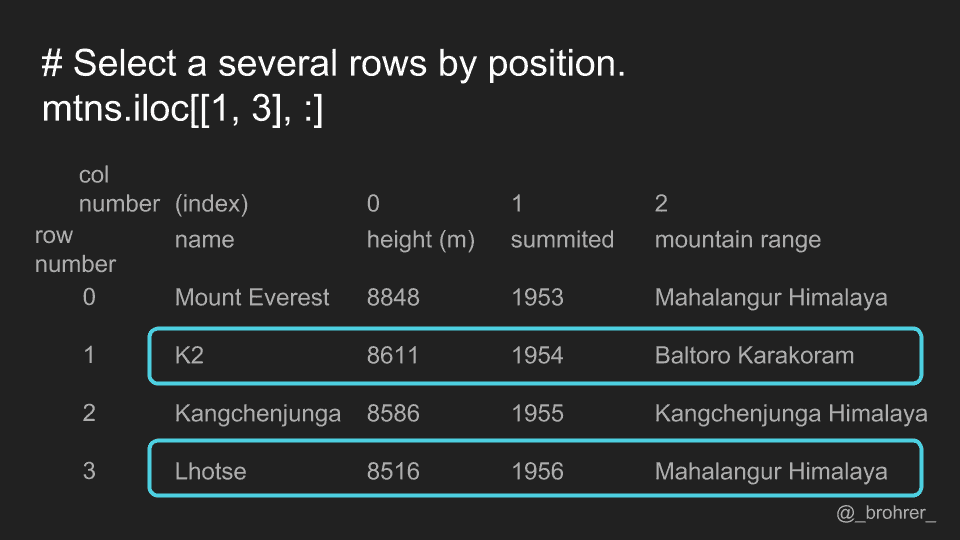 # Select a several rows by position.
mtns.iloc[[1, 3], :]
col
number (index) 0 1 2
row
number name height (m) summited mountain range
0 Mount Everest 8848 1953 Mahalangur Himalaya
1 K2 8611 1954 Baltoro Karakoram
2 Kangchenjunga 8586 1955 Kangchenjunga Himalaya
3 Lhotse 8516 1956 Mahalangur Himalaya
@_brohrer_